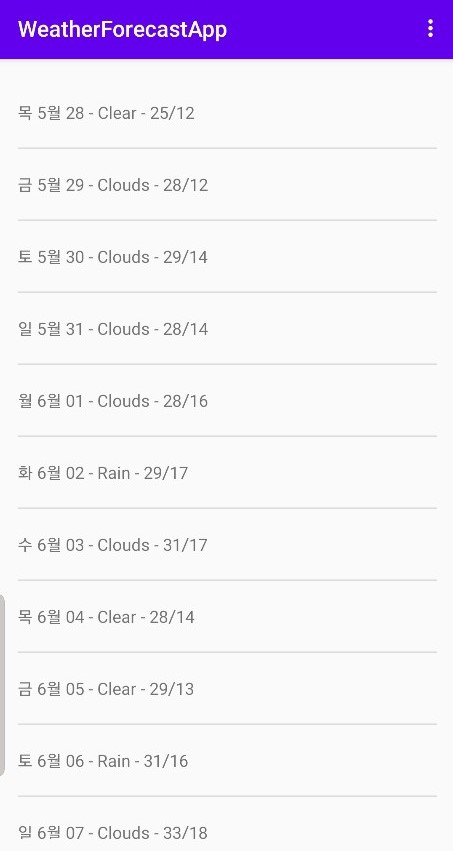 WeatherForecastApp
목 5월 28 - Clear - 25/12
금 5월 29 - Clouds - 28/12
토 5월 30 - Clouds - 29/14
일 5월 31 - Clouds - 28/14
월 6월 01 - Clouds - 28/16
화 6월 02 - Rain - 29/17
수 6월 03 - Clouds - 31/17
목 6월 04 - Clear - 28/14
금 6월 05 - Clear - 29/13
토 6월 06 - Rain - 31/16
일 6월 07 - Clouds - 33/18